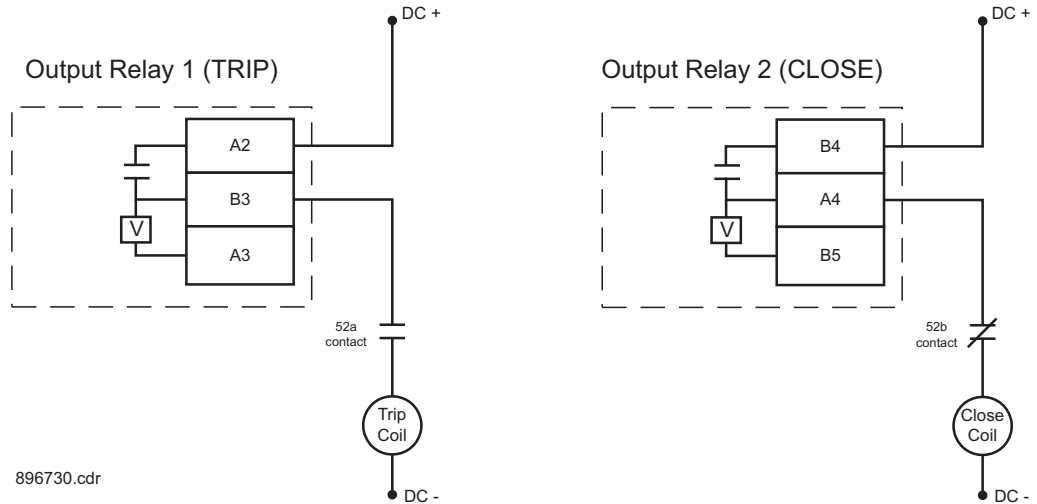 DC +
Output Relay 1 (TRIP)
A2
B3
V
A3
52a
contact
Trip
Coil
DC -
896730.cdr
DC +
Output Relay 2 (CLOSE)
B4
A4
V
B5
52b
contact
Close
Coil
DC -